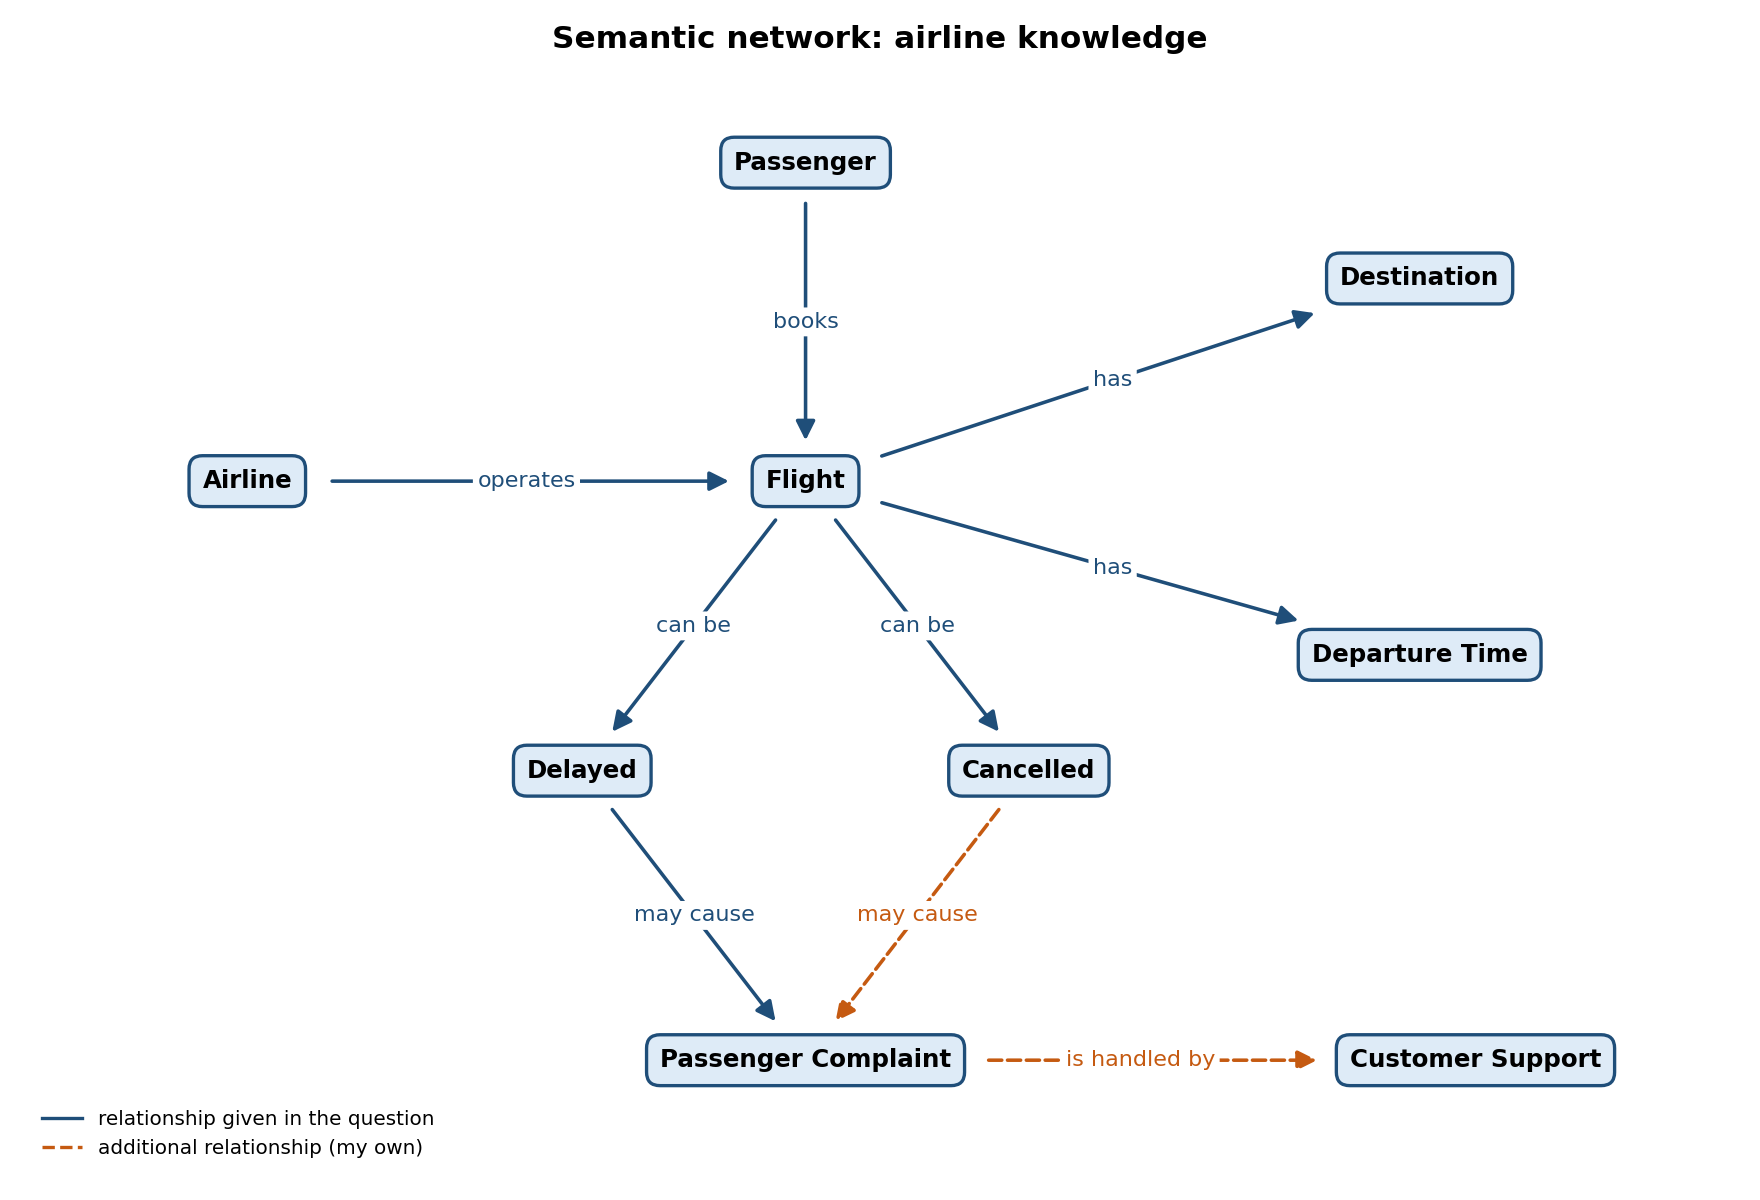 Semantic network: airline knowledge
Passenger
Destination
books
has
Airline
operates
Flight
has
can be
can be
Departure Time
Delayed
Cancelled
may cause
may cause
Passenger Complaint
is handled by
Customer Support
relationship given in the question
additional relationship (my own)